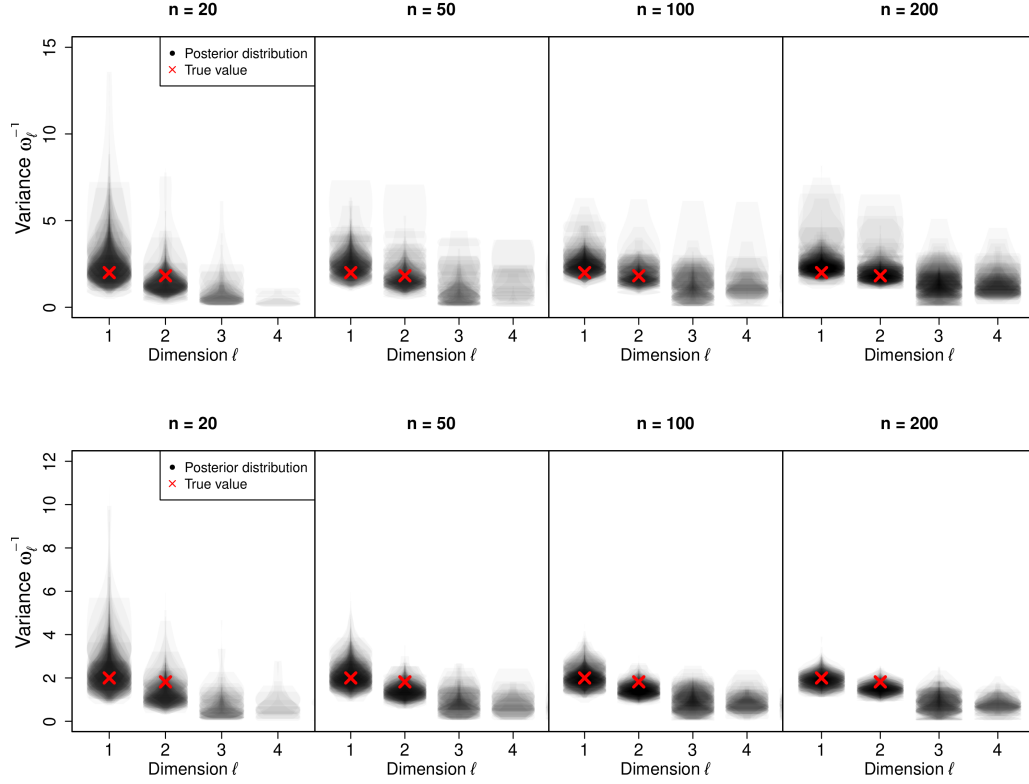 n = 20 n = 50 n = 100 n = 200
Posterior distribution
True value
15
10
5
0
Variance ω_ℓ^{-1}
1 2 3 4 1 2 3 4 1 2 3 4 1 2 3 4
Dimension ℓ Dimension ℓ Dimension ℓ Dimension ℓ
n = 20 n = 50 n = 100 n = 200
Posterior distribution
True value
12
10
8
6
4
2
0
Variance ω_ℓ^{-1}
1 2 3 4 1 2 3 4 1 2 3 4 1 2 3 4
Dimension ℓ Dimension ℓ Dimension ℓ Dimension ℓ